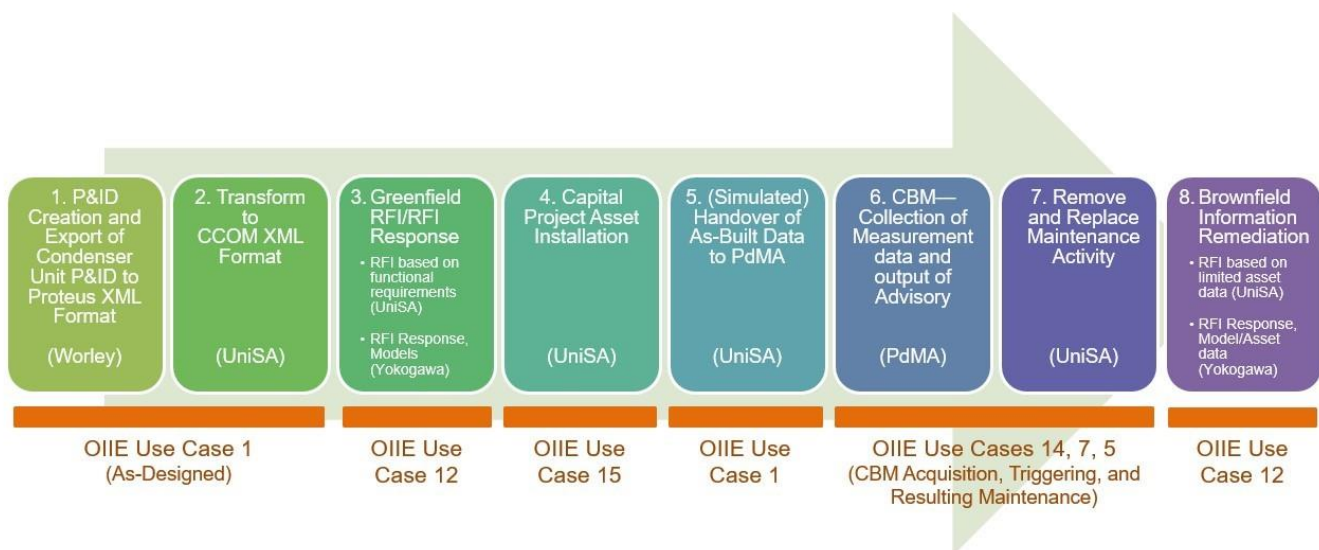 1. P&ID
Creation and
Export of
Condenser
Unit P&ID to
Proteus XML
Format
(Worley)
2. Transform
to
CCOM XML
Format
(UniSA)
3. Greenfield
RFI/RFI
Response
• RFI based on
functional
requirements
(UniSA)
• RFI Response,
Models
(Yokogawa)
4. Capital
Project Asset
Installation
(UniSA)
5. (Simulated)
Handover of
As-Built Data
to PdMA
(UniSA)
6. CBM—
Collection of
Measurement
data and
output of
Advisory
(PdMA)
7. Remove
and Replace
Maintenance
Activity
(UniSA)
8. Brownfield
Information
Remediation
• RFI based on
limited asset
data (UniSA)
• RFI Response,
Model/Asset
data
(Yokogawa)
OIIE Use Case 1
(As-Designed)
OIIE Use
Case 12
OIIE Use
Case 15
OIIE Use
Case 1
OIIE Use Cases 14, 7, 5
(CBM Acquisition, Triggering, and
Resulting Maintenance)
OIIE Use
Case 12